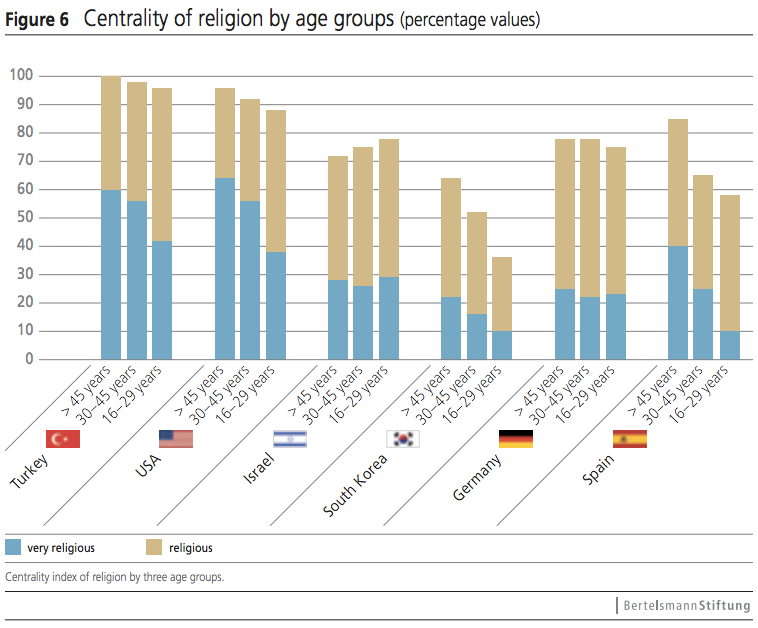 Figure 6 Centrality of religion by age groups (percentage values)
100
90
80
70
60
50
40
30
20
10
0
> 45 years
30–45 years
16–29 years
> 45 years
30–45 years
16–29 years
> 45 years
30–45 years
16–29 years
> 45 years
30–45 years
16–29 years
> 45 years
30–45 years
16–29 years
> 45 years
30–45 years
16–29 years
Turkey
USA
Israel
South Korea
Germany
Spain
very religious
religious
Centrality index of religion by three age groups.
BertelsmannStiftung